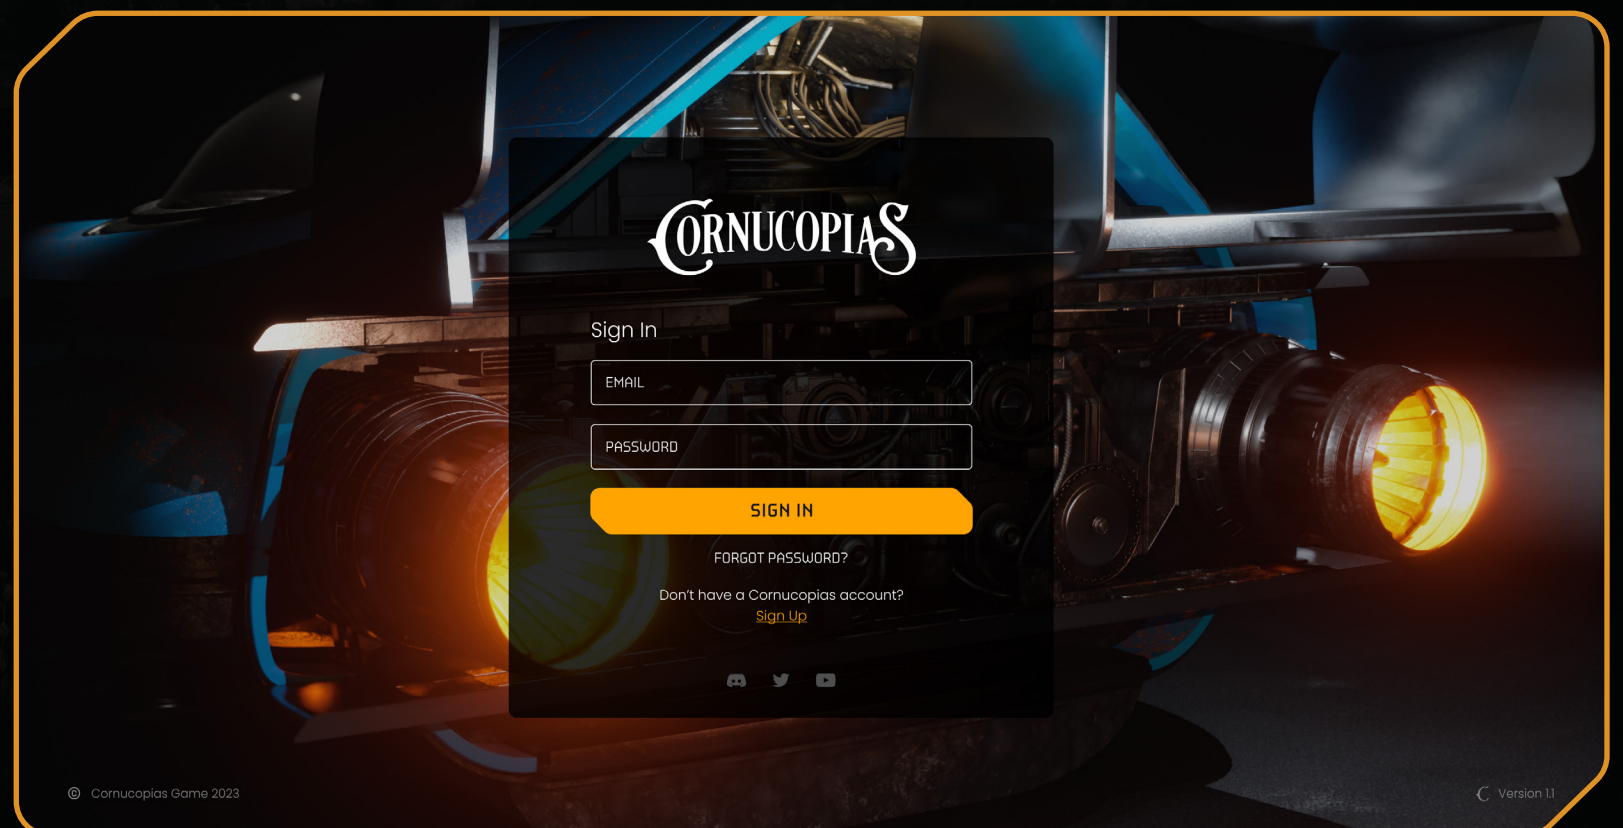 CORNUCOPIAS
Sign In
EMAIL
PASSWORD
SIGN IN
FORGOT PASSWORD?
Don't have a Cornucopias account?
Sign Up
© Cornucopias Game 2023
Version 1.1